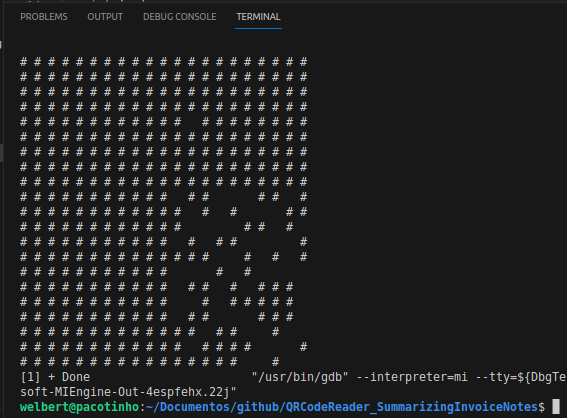 PROBLEMS OUTPUT DEBUG CONSOLE TERMINAL
# # # # # # # # # # # # # # # # # # # # #
# # # # # # # # # # # # # # # # # # # # #
# # # # # # # # # # # # # # # # # # # # #
# # # # # # # # # # # # # # # # # # # # #
# # # # # # # # # # # #   # # # # # # # #
# # # # # # # # # # # # # # # # # # # # #
# # # # # # # # # # # # # # # # # # # # #
# # # # # # # # # # # # # # # # # # # # #
# # # # # # # # # # # # # # # # # # # # #
# # # # # # # # # # #   # #       # #   #
# # # # # # # # # # # #   #   #       # #
# # # # # # # # # # # #         # #   #
# # # # # # # # # # #   #   # #         #
# # # # # # # # # # # # # #     #   #   #
# # # # # # # # # # #       #   #
# # # # # # # # # # #   # #   #   # # #
# # # # # # # # # # #     #   # # # # #
# # # # # # # # # # #   # #       # # #
# # # # # # # # # # # # #   # #     #
# # # # # # # # # # #   #   # # # #     #
# # # # # # # # # # # # # # # #     #
[1] + Done "/usr/bin/gdb" --interpreter=mi --tty=${DbgTe
soft-MIEngine-Out-4espfehx.22j"
welbert@pacotinho:~/Documentos/github/QRCodeReader_SummarizingInvoiceNotes$